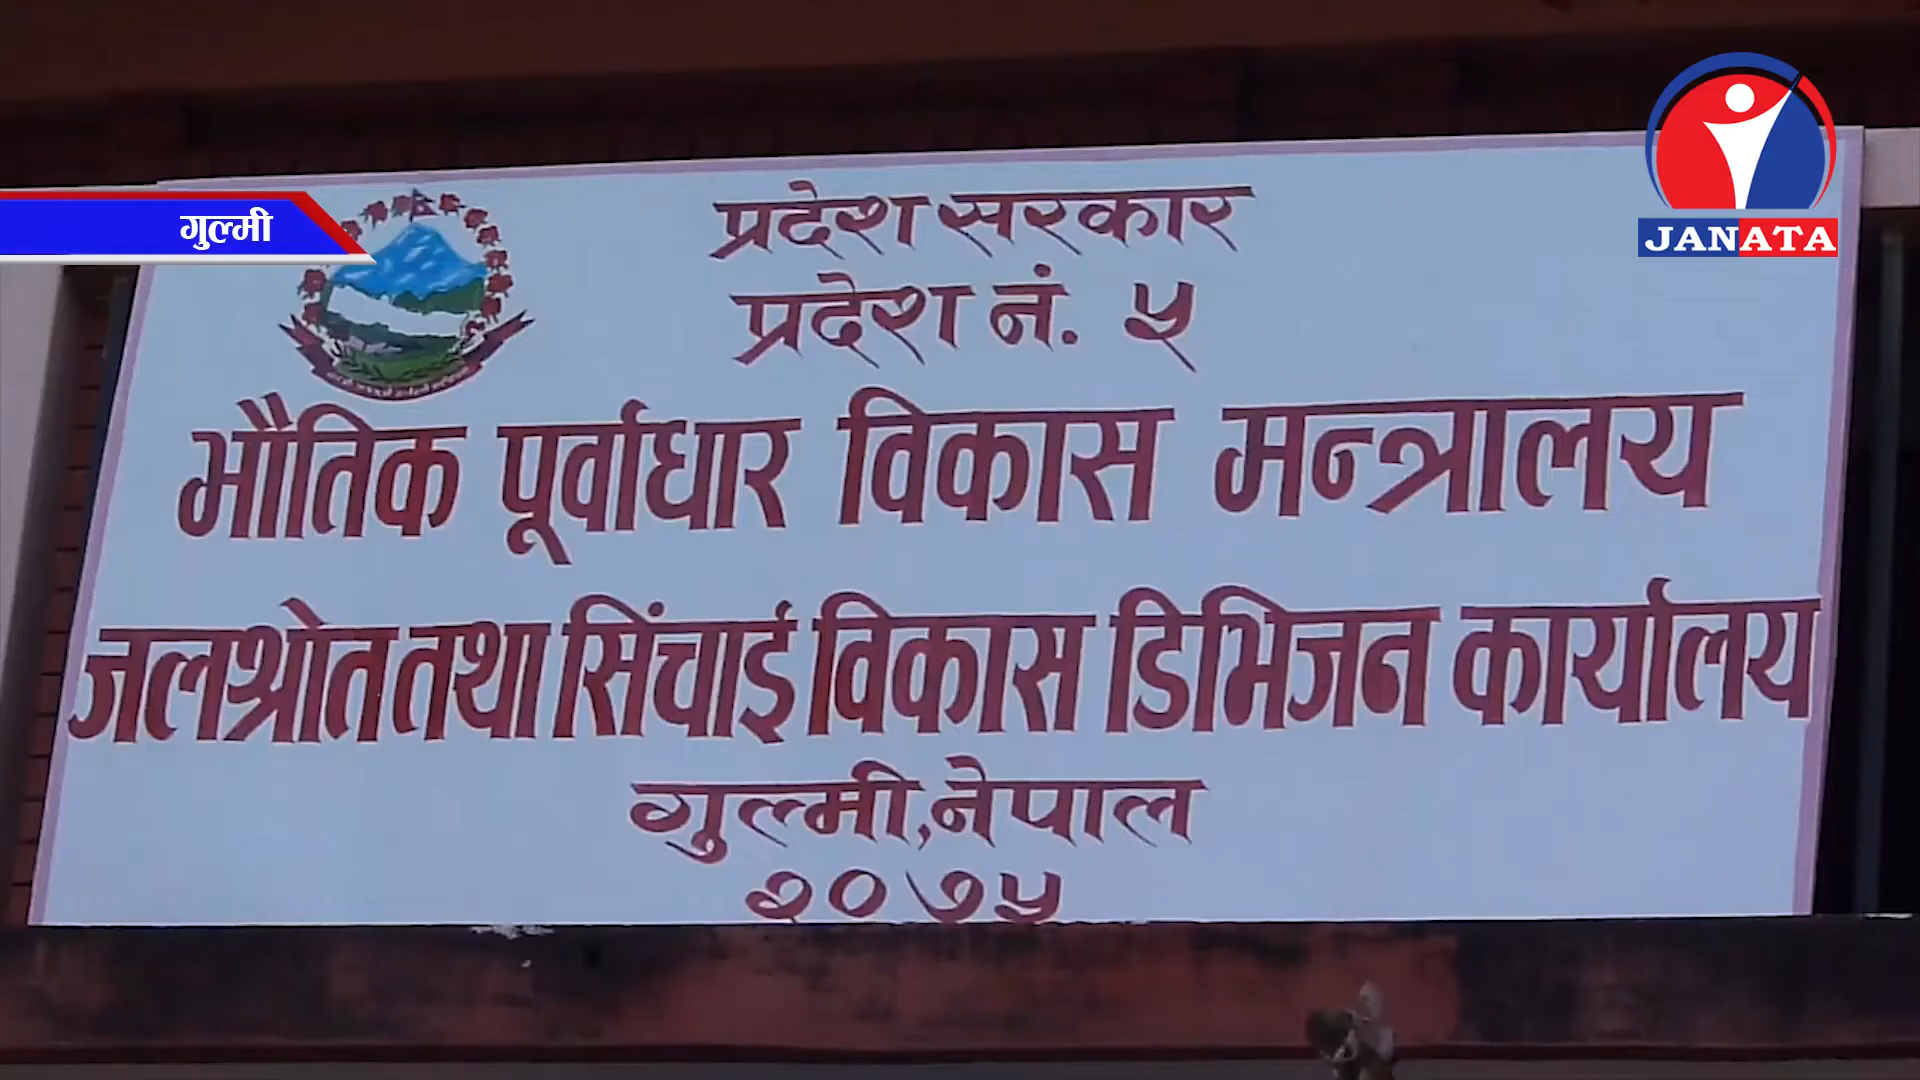 गुल्मी
JANATA
प्रदेश सरकार
प्रदेश नं. ५
भौतिक पूर्वाधार विकास मन्त्रालय
जलश्रोत तथा सिंचाई विकास डिभिजन कार्यालय
गुल्मी, नेपाल
२०७५